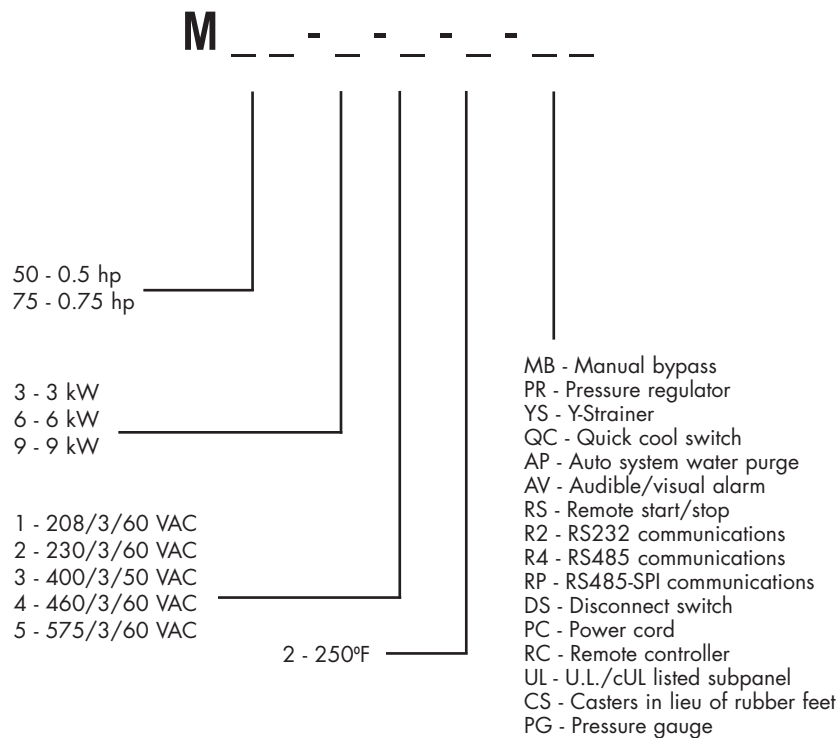 M _ _ - _ - _ - _ - _ _
50 - 0.5 hp
75 - 0.75 hp
3 - 3 kW
6 - 6 kW
9 - 9 kW
1 - 208/3/60 VAC
2 - 230/3/60 VAC
3 - 400/3/50 VAC
4 - 460/3/60 VAC
5 - 575/3/60 VAC
2 - 250ºF
MB - Manual bypass
PR - Pressure regulator
YS - Y-Strainer
QC - Quick cool switch
AP - Auto system water purge
AV - Audible/visual alarm
RS - Remote start/stop
R2 - RS232 communications
R4 - RS485 communications
RP - RS485-SPI communications
DS - Disconnect switch
PC - Power cord
RC - Remote controller
UL - U.L./cUL listed subpanel
CS - Casters in lieu of rubber feet
PG - Pressure gauge